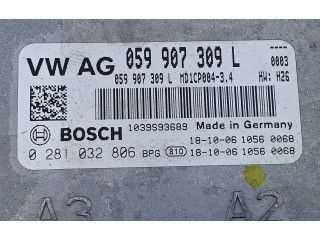 VW AG 059 907 309 L ----
0003
059 907 309 L MD1CP004-3.4 HW: H26
BOSCH 1039S93689 Made in Germany
18-10-06 1056 0068
0 281 032 806 BPG 810 18-10-06 1056 0068
A3 A2